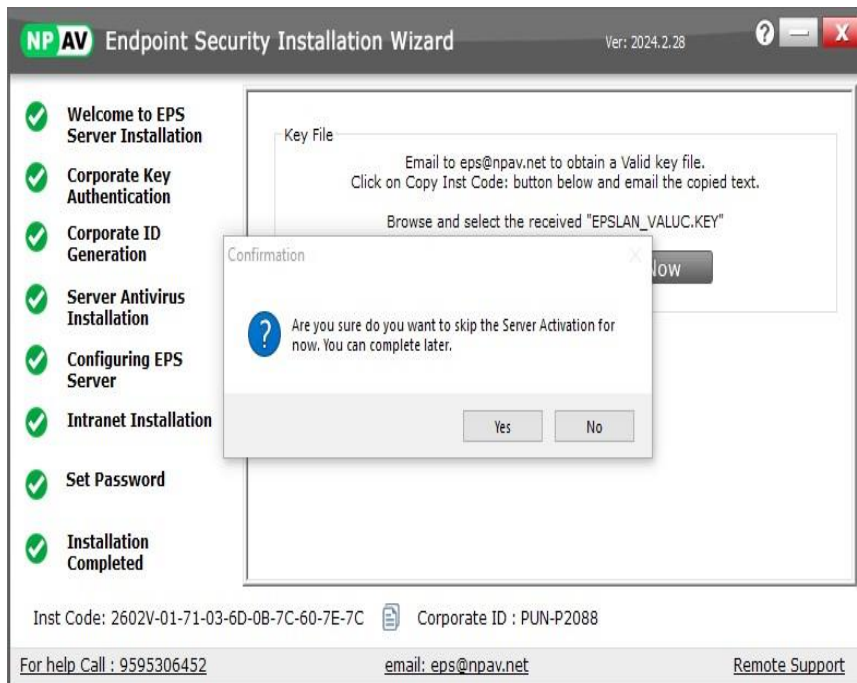 NP AV Endpoint Security Installation Wizard
Ver: 2024.2.28
? — X
Welcome to EPS
Server Installation
Corporate Key
Authentication
Corporate ID
Generation
Server Antivirus
Installation
Configuring EPS
Server
Intranet Installation
Set Password
Installation
Completed
Key File
Email to eps@npav.net to obtain a Valid key file.
Click on Copy Inst Code: button below and email the copied text.
Browse and select the received "EPSLAN_VALUC.KEY"
Now
Confirmation
X
?
Are you sure do you want to skip the Server Activation for
now. You can complete later.
Yes
No
Inst Code: 2602V-01-71-03-6D-0B-7C-60-7E-7C
Corporate ID : PUN-P2088
For help Call : 9595306452
email: eps@npav.net
Remote Support